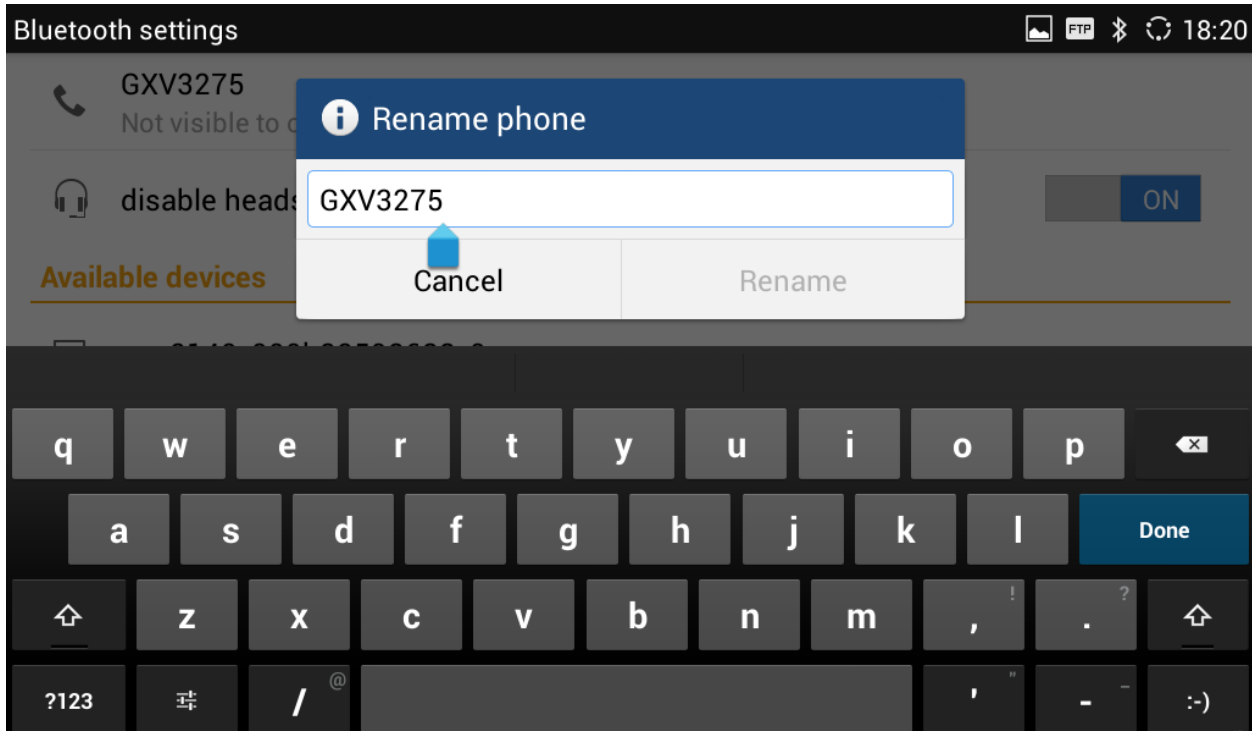 Bluetooth settings
FTP 18:20
GXV3275
Not visible to
Rename phone
disable
GXV3275
ON
Available devices
Cancel
Rename
q w e r t y u i o p
a s d f g h j k l Done
z x c v b n m , ! . ?
?123 / @ ' " - _ :-)